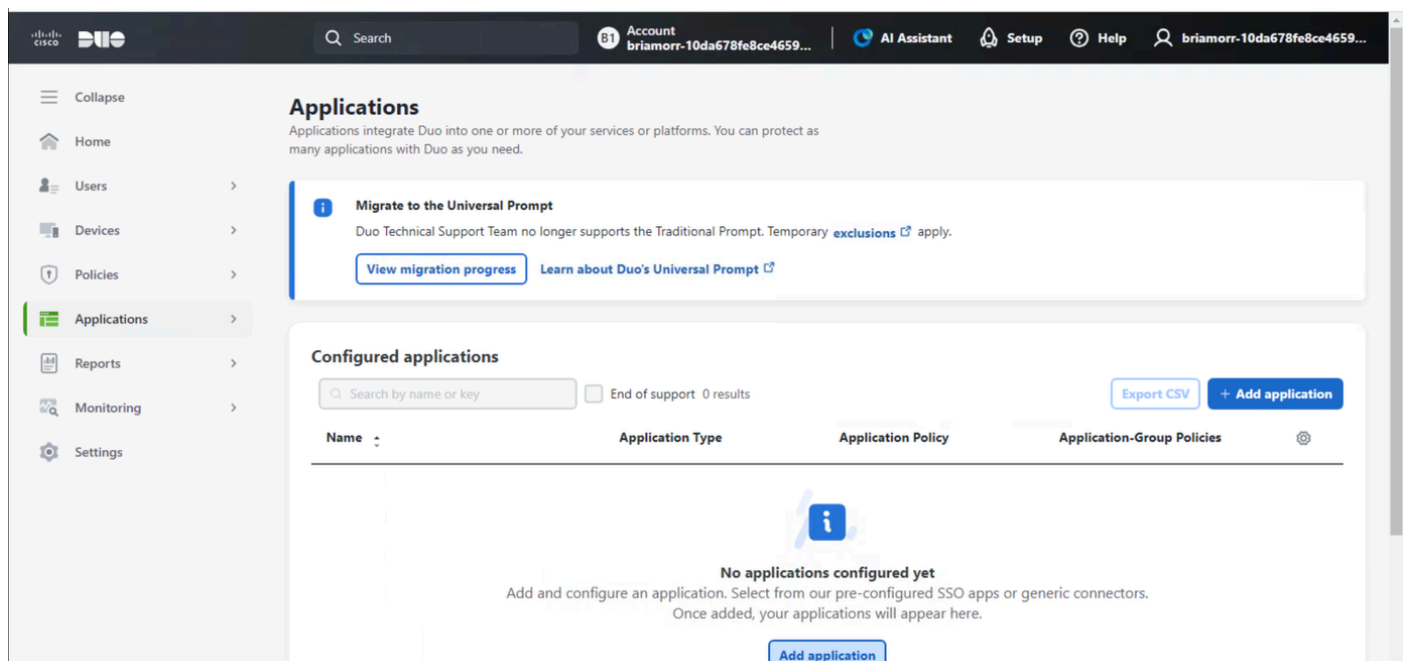 CISCO DUO
Search
B1 Account
briamorr-10da678fe8ce4659...
AI Assistant
Setup
Help
briamorr-10da678fe8ce4659...
Collapse
Home
Users
Devices
Policies
Applications
Reports
Monitoring
Settings
Applications
Applications integrate Duo into one or more of your services or platforms. You can protect as
many applications with Duo as you need.
Migrate to the Universal Prompt
Duo Technical Support Team no longer supports the Traditional Prompt. Temporary exclusions apply.
View migration progress Learn about Duo's Universal Prompt
Configured applications
Search by name or key End of support 0 results Export CSV + Add application
Name Application Type Application Policy Application-Group Policies
No applications configured yet
Add and configure an application. Select from our pre-configured SSO apps or generic connectors.
Once added, your applications will appear here.
Add application